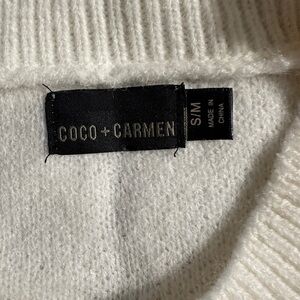 COCO + CARMEN
S/M
MADE IN
CHINA